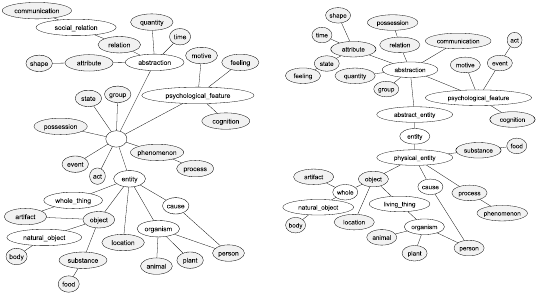 communication
social_relation
quantity
time
relation
motive
shape
attribute
abstraction
feeling
state
group
psychological_feature
possession
cognition
phenomenon
event
process
act
entity
whole_thing
cause
artifact
object
organism
natural_object
location
person
body
substance
animal
plant
food
shape
possession
time
attribute
relation
communication
act
state
event
feeling
quantity
abstraction
motive
group
psychological_feature
abstract_entity
cognition
entity
food
physical_entity
substance
artifact
object
cause
process
whole
living_thing
natural_object
phenomenon
location
organism
body
animal
person
plant